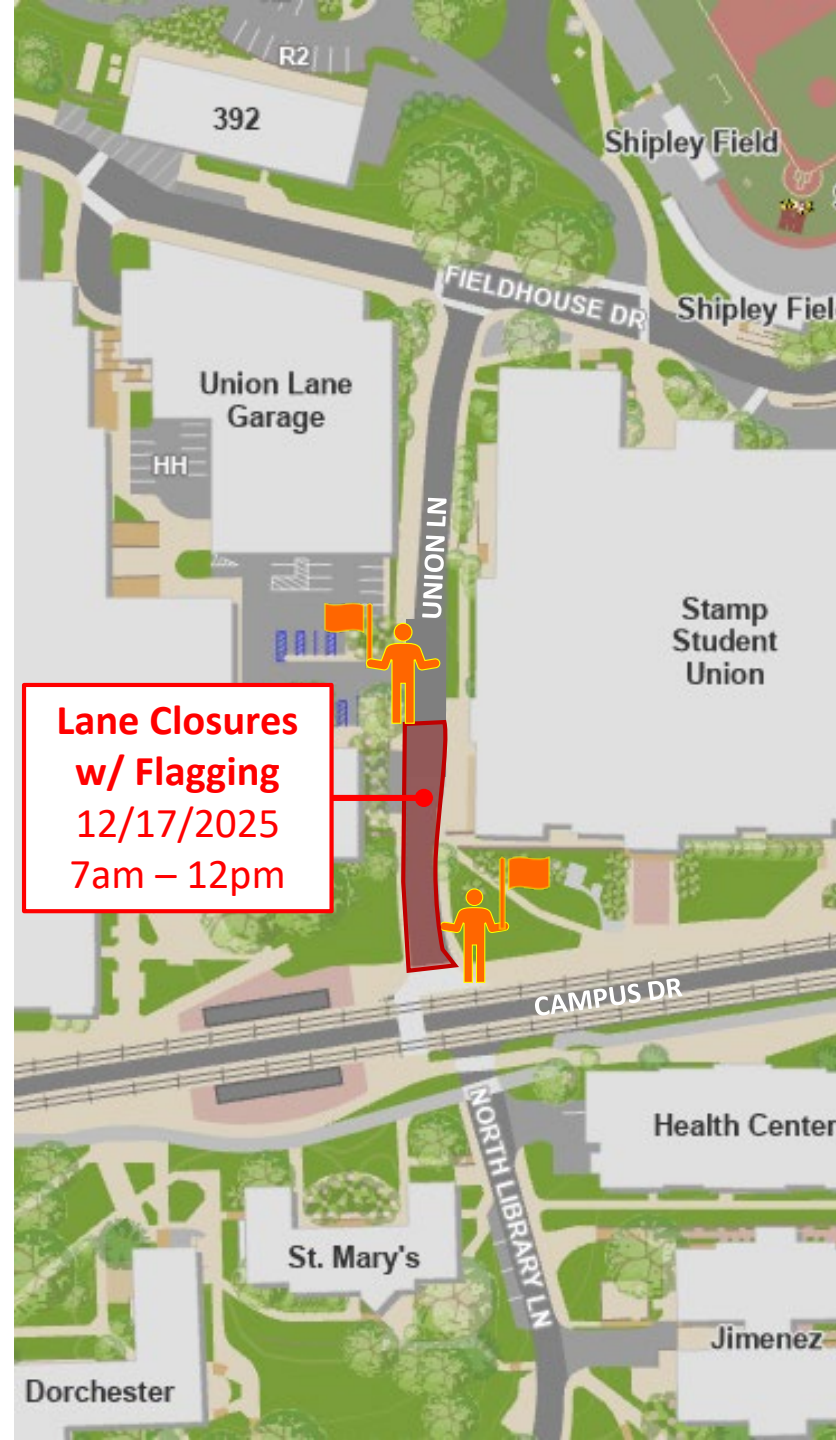 R2
392
Shipley Field
FIELDHOUSE DR
Shipley Fiel
Union Lane
Garage
HH
UNION LN
Stamp
Student
Union
Lane Closures
w/ Flagging
12/17/2025
7am – 12pm
CAMPUS DR
NORTH LIBRARY LN
Health Center
St. Mary's
Jimenez
Dorchester